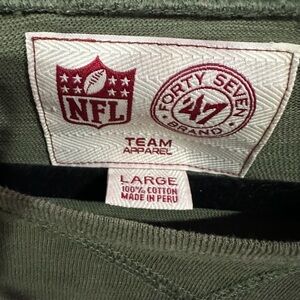 NFL
FORTY SEVEN
47
BRAND
TEAM
APPAREL
LARGE
100% COTTON
MADE IN PERU